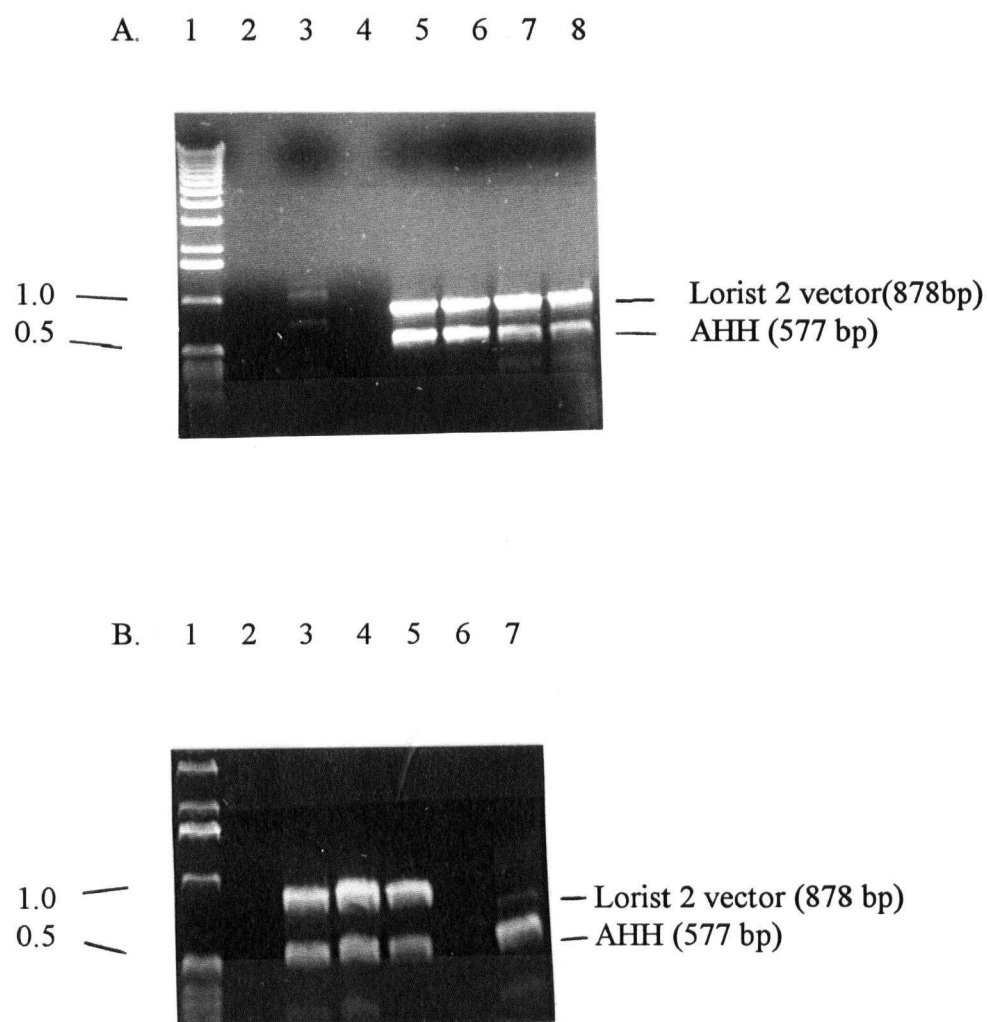 A. 1 2 3 4 5 6 7 8
1.0
Lorist 2 vector(878bp)
0.5
AHH (577 bp)
B. 1 2 3 4 5 6 7
1.0
Lorist 2 vector (878 bp)
0.5
AHH (577 bp)